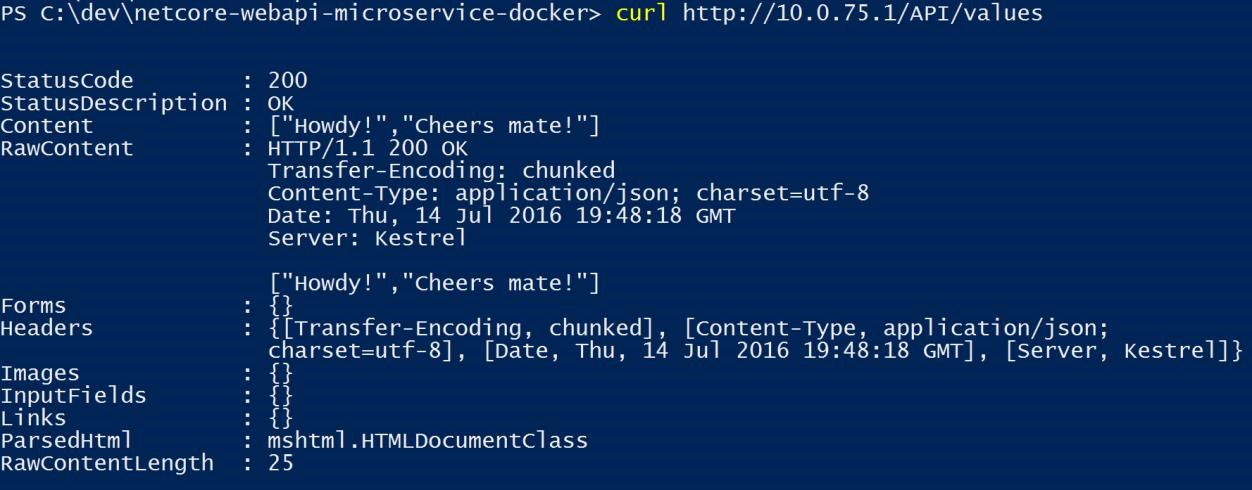 PS C:\dev\netcore-webapi-microservice-docker> curl http://10.0.75.1/API/values
StatusCode        : 200
StatusDescription : OK
Content           : ["Howdy!","Cheers mate!"]
RawContent        : HTTP/1.1 200 OK
                    Transfer-Encoding: chunked
                    Content-Type: application/json; charset=utf-8
                    Date: Thu, 14 Jul 2016 19:48:18 GMT
                    Server: Kestrel

                    ["Howdy!","Cheers mate!"]
Forms             : {}
Headers           : {[Transfer-Encoding, chunked], [Content-Type, application/json;
                    charset=utf-8], [Date, Thu, 14 Jul 2016 19:48:18 GMT], [Server, Kestrel]}
Images            : {}
InputFields       : {}
Links             : {}
ParsedHtml        : mshtml.HTMLDocumentClass
RawContentLength  : 25